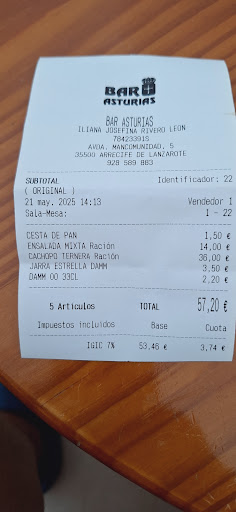 BAR
ASTURIAS
BAR ASTURIAS
ILIANA JOSEFINA RIVERO LEON
78423391S
AVDA. MANCOMUNIDAD, 5
35500 ARRECIFE DE LANZAROTE
928 589 883
SUBTOTAL Identificador: 22
( ORIGINAL )
21 may. 2025 14:13 Vendedor 1
Sala-Mesa: 1 - 22
CESTA DE PAN 1,50 €
ENSALADA MIXTA Ración 14,00 €
CACHOPO TERNERA Ración 36,00 €
JARRA ESTRELLA DAMM 3,50 €
DAMM 00 33CL 2,20 €
5 Artículos TOTAL 57,20 €
Impuestos incluidos Base Cuota
IGIC 7% 53,46 € 3,74 €